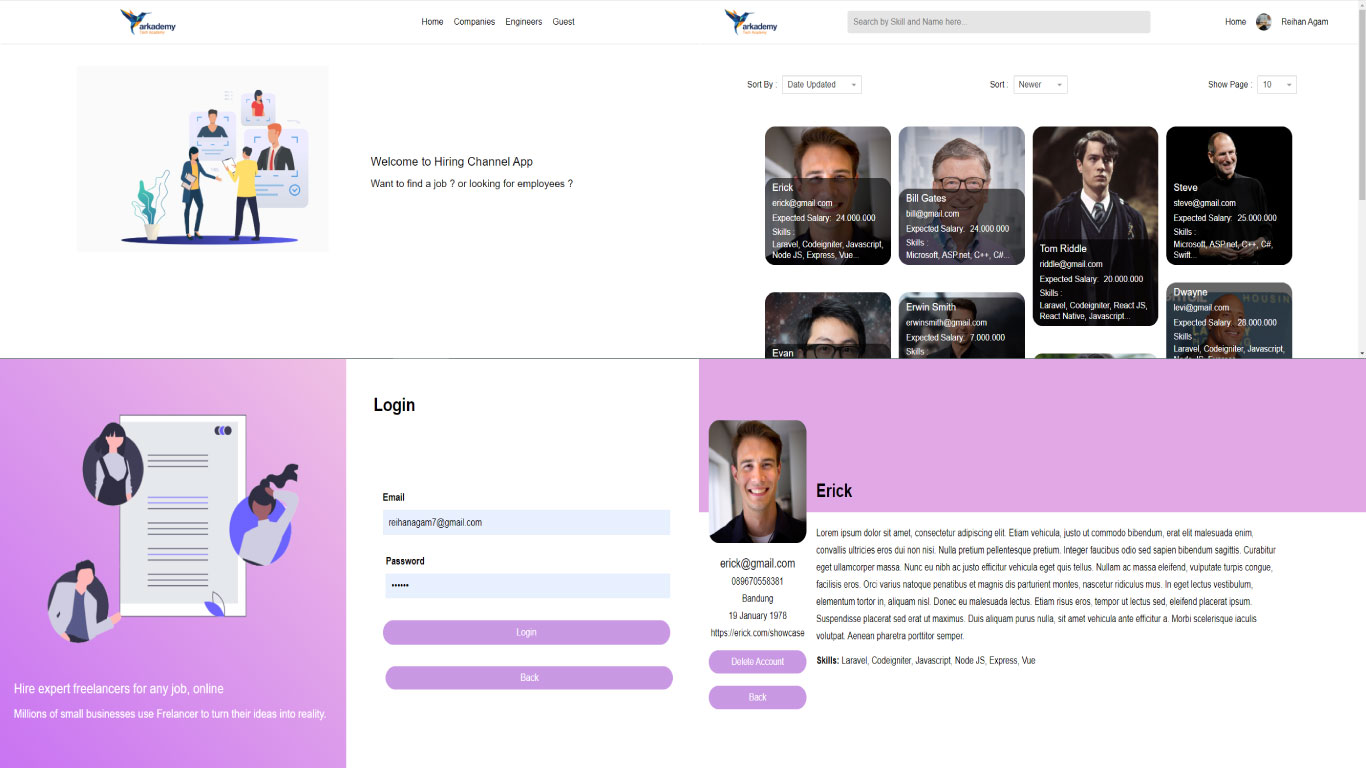 arkademy
Tech Academy
Home Companies Engineers Guest
Welcome to Hiring Channel App
Want to find a job ? or looking for employees ?
arkademy
Tech Academy
Search by Skill and Name here...
Home Reihan Agam
Sort By : Date Updated
Sort : Newer
Show Page : 10
Erick
erick@gmail.com
Expected Salary: 24.000.000
Skills :
Laravel, Codeigniter, Javascript,
Node JS, Express, Vue...
Bill Gates
bill@gmail.com
Expected Salary: 24.000.000
Skills :
Microsoft, ASP.net, C++, C#...
Tom Riddle
riddle@gmail.com
Expected Salary: 20.000.000
Skills :
Laravel, Codeigniter, React JS,
React Native, Javascript...
Steve
steve@gmail.com
Expected Salary: 25.000.000
Skills :
Microsoft, ASP.net, C++, C#,
Swift...
Evan
Erwin Smith
erwinsmith@gmail.com
Expected Salary: 7.000.000
Skills :
HOUSIN
Dwayne
levi@gmail.com
Expected Salary: 28.000.000
Skills
Laravel, Codeigniter, Javascript,
Node JS, Express
Hire expert freelancers for any job, online
Millions of small businesses use Frelancer to turn their ideas into reality.
Login
Email
reihanagam7@gmail.com
Password
••••••
Login
Back
Erick
erick@gmail.com
089670558381
Bandung
19 January 1978
https://erick.com/showcase
Delete Account
Back
Lorem ipsum dolor sit amet, consectetur adipiscing elit. Etiam vehicula, justo ut commodo bibendum, erat elit malesuada enim,
convallis ultricies eros dui non nisi. Nulla pretium pellentesque pretium. Integer faucibus odio sed sapien bibendum sagittis. Curabitur
eget ullamcorper massa. Nunc eu nibh ac justo efficitur vehicula eget quis tellus. Nullam ac massa eleifend, vulputate turpis congue,
facilisis eros. Orci varius natoque penatibus et magnis dis parturient montes, nascetur ridiculus mus. In eget lectus vestibulum,
elementum tortor in, aliquam nisl. Donec eu malesuada lectus. Etiam risus eros, tempor ut lectus sed, eleifend placerat ipsum.
Suspendisse placerat sed erat ut maximus. Duis aliquam purus nulla, sit amet vehicula ante efficitur a. Morbi scelerisque iaculis
volutpat. Aenean pharetra porttitor semper.
Skills: Laravel, Codeigniter, Javascript, Node JS, Express, Vue